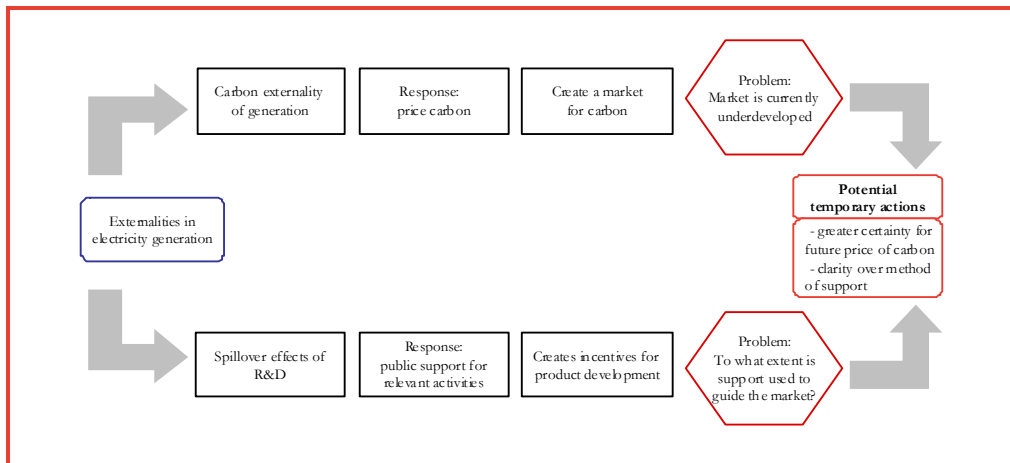 Carbon externality
of generation
Response:
price carbon
Create a market
for carbon
Problem:
Market is currently
underdeveloped
Externalities in
electricity generation
Potential
temporary actions
- greater certainty for
future price of carbon
- clarity over method
of support
Spillover effects of
R&D
Response:
public support for
relevant activities
Creates incentives for
product development
Problem:
To what extent is
support used to
guide the market?